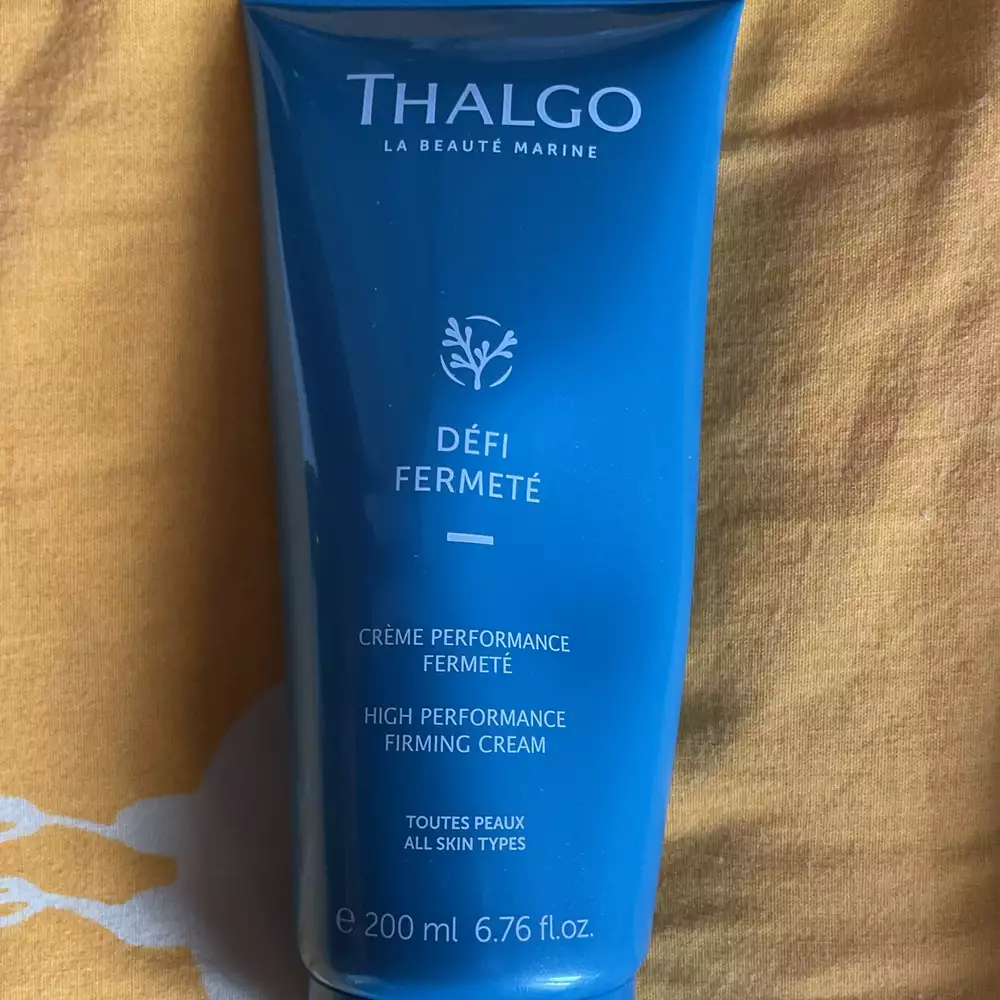 THALGO
LA BEAUTÉ MARINE
DÉFI
FERMETÉ
CRÈME PERFORMANCE
FERMETÉ
HIGH PERFORMANCE
FIRMING CREAM
TOUTES PEAUX
ALL SKIN TYPES
℮ 200 ml 6.76 fl.oz.